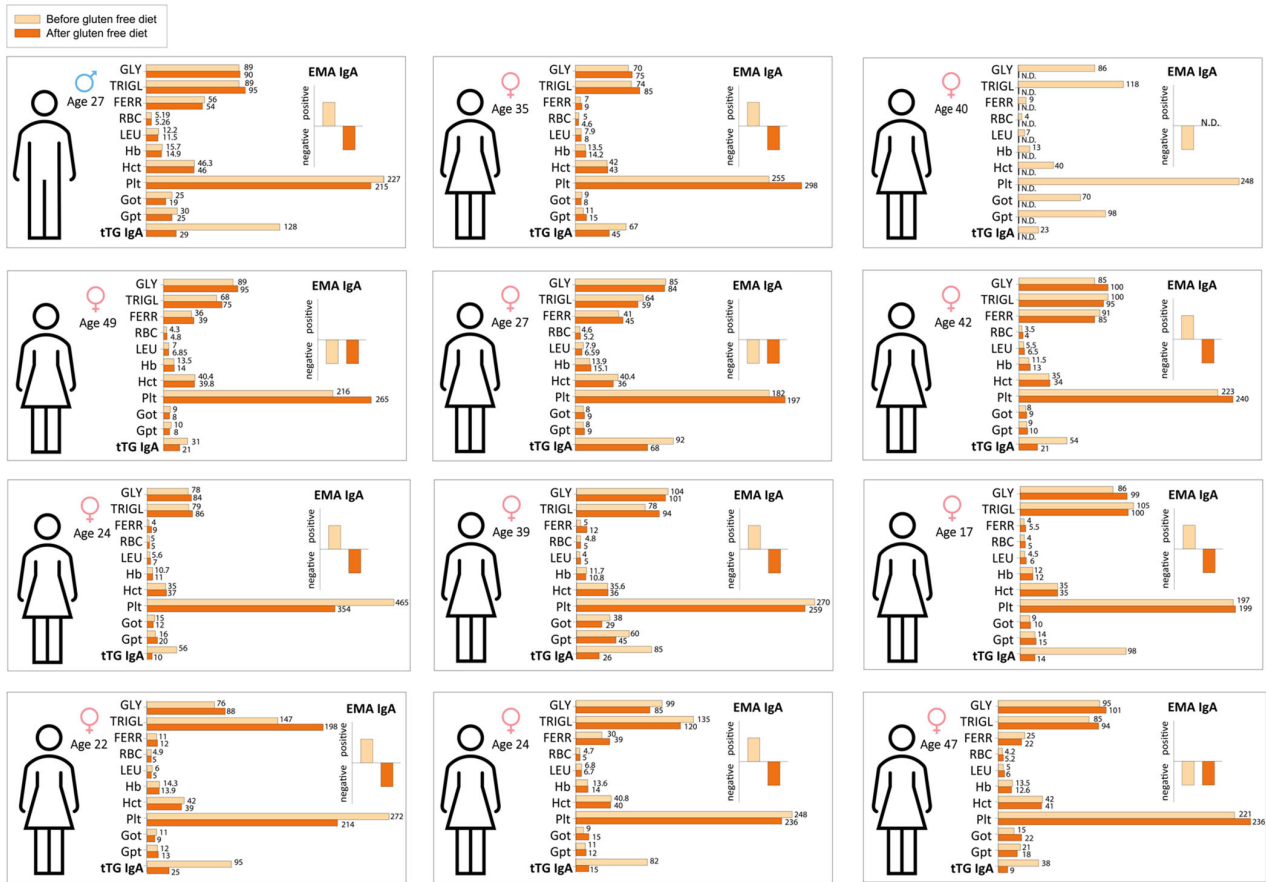 Before gluten free diet
After gluten free diet
Age 27
EMA IgA
positive
negative
GLY 89 90
TRIGL 89 95
FERR 56 54
RBC 5.19 5.26
LEU 12.2 11.5
Hb 15.7 14.9
Hct 46.3 46
Plt 227 215
Got 25 19
Gpt 30 25
tTG IgA 128 29
Age 35
EMA IgA
positive
negative
GLY 70 75
TRIGL 74 85
FERR 7 9
RBC 5 4.6
LEU 7.9 8
Hb 13.5 14.2
Hct 42 43
Plt 255 298
Got 9 8
Gpt 11 15
tTG IgA 67 45
Age 40
EMA IgA
positive
negative
N.D.
GLY 86 N.D.
TRIGL 118 N.D.
FERR 9 N.D.
RBC 4 N.D.
LEU 7 N.D.
Hb 13 N.D.
Hct 40 N.D.
Plt 248 N.D.
Got 70 N.D.
Gpt 98 N.D.
tTG IgA 23 N.D.
Age 49
EMA IgA
positive
negative
GLY 89 95
TRIGL 68 75
FERR 36 39
RBC 4.3 4.8
LEU 7 6.85
Hb 13.5 14
Hct 40.4 39.8
Plt 216 265
Got 9 8
Gpt 10 8
tTG IgA 31 21
Age 27
EMA IgA
positive
negative
GLY 85 84
TRIGL 64 59
FERR 41 45
RBC 4.6 5.2
LEU 7.9 6.59
Hb 13.9 15.1
Hct 40.4 36
Plt 182 197
Got 8 9
Gpt 8 9
tTG IgA 92 68
Age 42
EMA IgA
positive
negative
GLY 85 100
TRIGL 100 95
FERR 91 85
RBC 3.5 4
LEU 5.5 6.5
Hb 11.5 13
Hct 35 34
Plt 223 240
Got 8 9
Gpt 9 10
tTG IgA 54 21
Age 24
EMA IgA
positive
negative
GLY 78 84
TRIGL 79 86
FERR 4 9
RBC 5 5
LEU 5.6 7
Hb 10.7 11
Hct 35 37
Plt 465 354
Got 15 12
Gpt 16 20
tTG IgA 56 10
Age 39
EMA IgA
positive
negative
GLY 104 101
TRIGL 78 94
FERR 5 12
RBC 4.8 5
LEU 4 5
Hb 11.7 10.8
Hct 35.6 36
Plt 270 259
Got 38 29
Gpt 60 45
tTG IgA 85 26
Age 17
EMA IgA
positive
negative
GLY 86 99
TRIGL 105 100
FERR 4 5.5
RBC 4 5
LEU 4.5 6
Hb 12 12
Hct 35 35
Plt 197 199
Got 9 10
Gpt 14 15
tTG IgA 98 14
Age 22
EMA IgA
positive
negative
GLY 76 88
TRIGL 147 198
FERR 11 12
RBC 4.9 5
LEU 6 5
Hb 14.3 13.9
Hct 42 39
Plt 272 214
Got 11 9
Gpt 12 13
tTG IgA 95 25
Age 24
EMA IgA
positive
negative
GLY 99 85
TRIGL 135 120
FERR 30 39
RBC 4.7 5
LEU 6.8 6.7
Hb 13.6 14
Hct 40.8 40
Plt 248 236
Got 9 15
Gpt 11 12
tTG IgA 82 15
Age 47
EMA IgA
positive
negative
GLY 95 101
TRIGL 85 94
FERR 25 22
RBC 4.2 5.2
LEU 5 6
Hb 13.5 12.6
Hct 42 41
Plt 221 236
Got 15 22
Gpt 21 18
tTG IgA 38 9